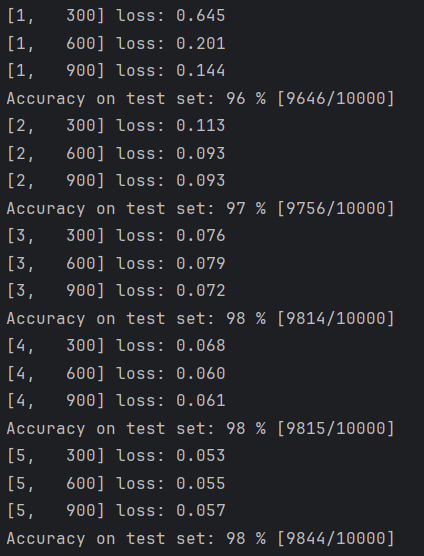 [1,   300] loss: 0.645
[1,   600] loss: 0.201
[1,   900] loss: 0.144
Accuracy on test set: 96 % [9646/10000]
[2,   300] loss: 0.113
[2,   600] loss: 0.093
[2,   900] loss: 0.093
Accuracy on test set: 97 % [9756/10000]
[3,   300] loss: 0.076
[3,   600] loss: 0.079
[3,   900] loss: 0.072
Accuracy on test set: 98 % [9814/10000]
[4,   300] loss: 0.068
[4,   600] loss: 0.060
[4,   900] loss: 0.061
Accuracy on test set: 98 % [9815/10000]
[5,   300] loss: 0.053
[5,   600] loss: 0.055
[5,   900] loss: 0.057
Accuracy on test set: 98 % [9844/10000]